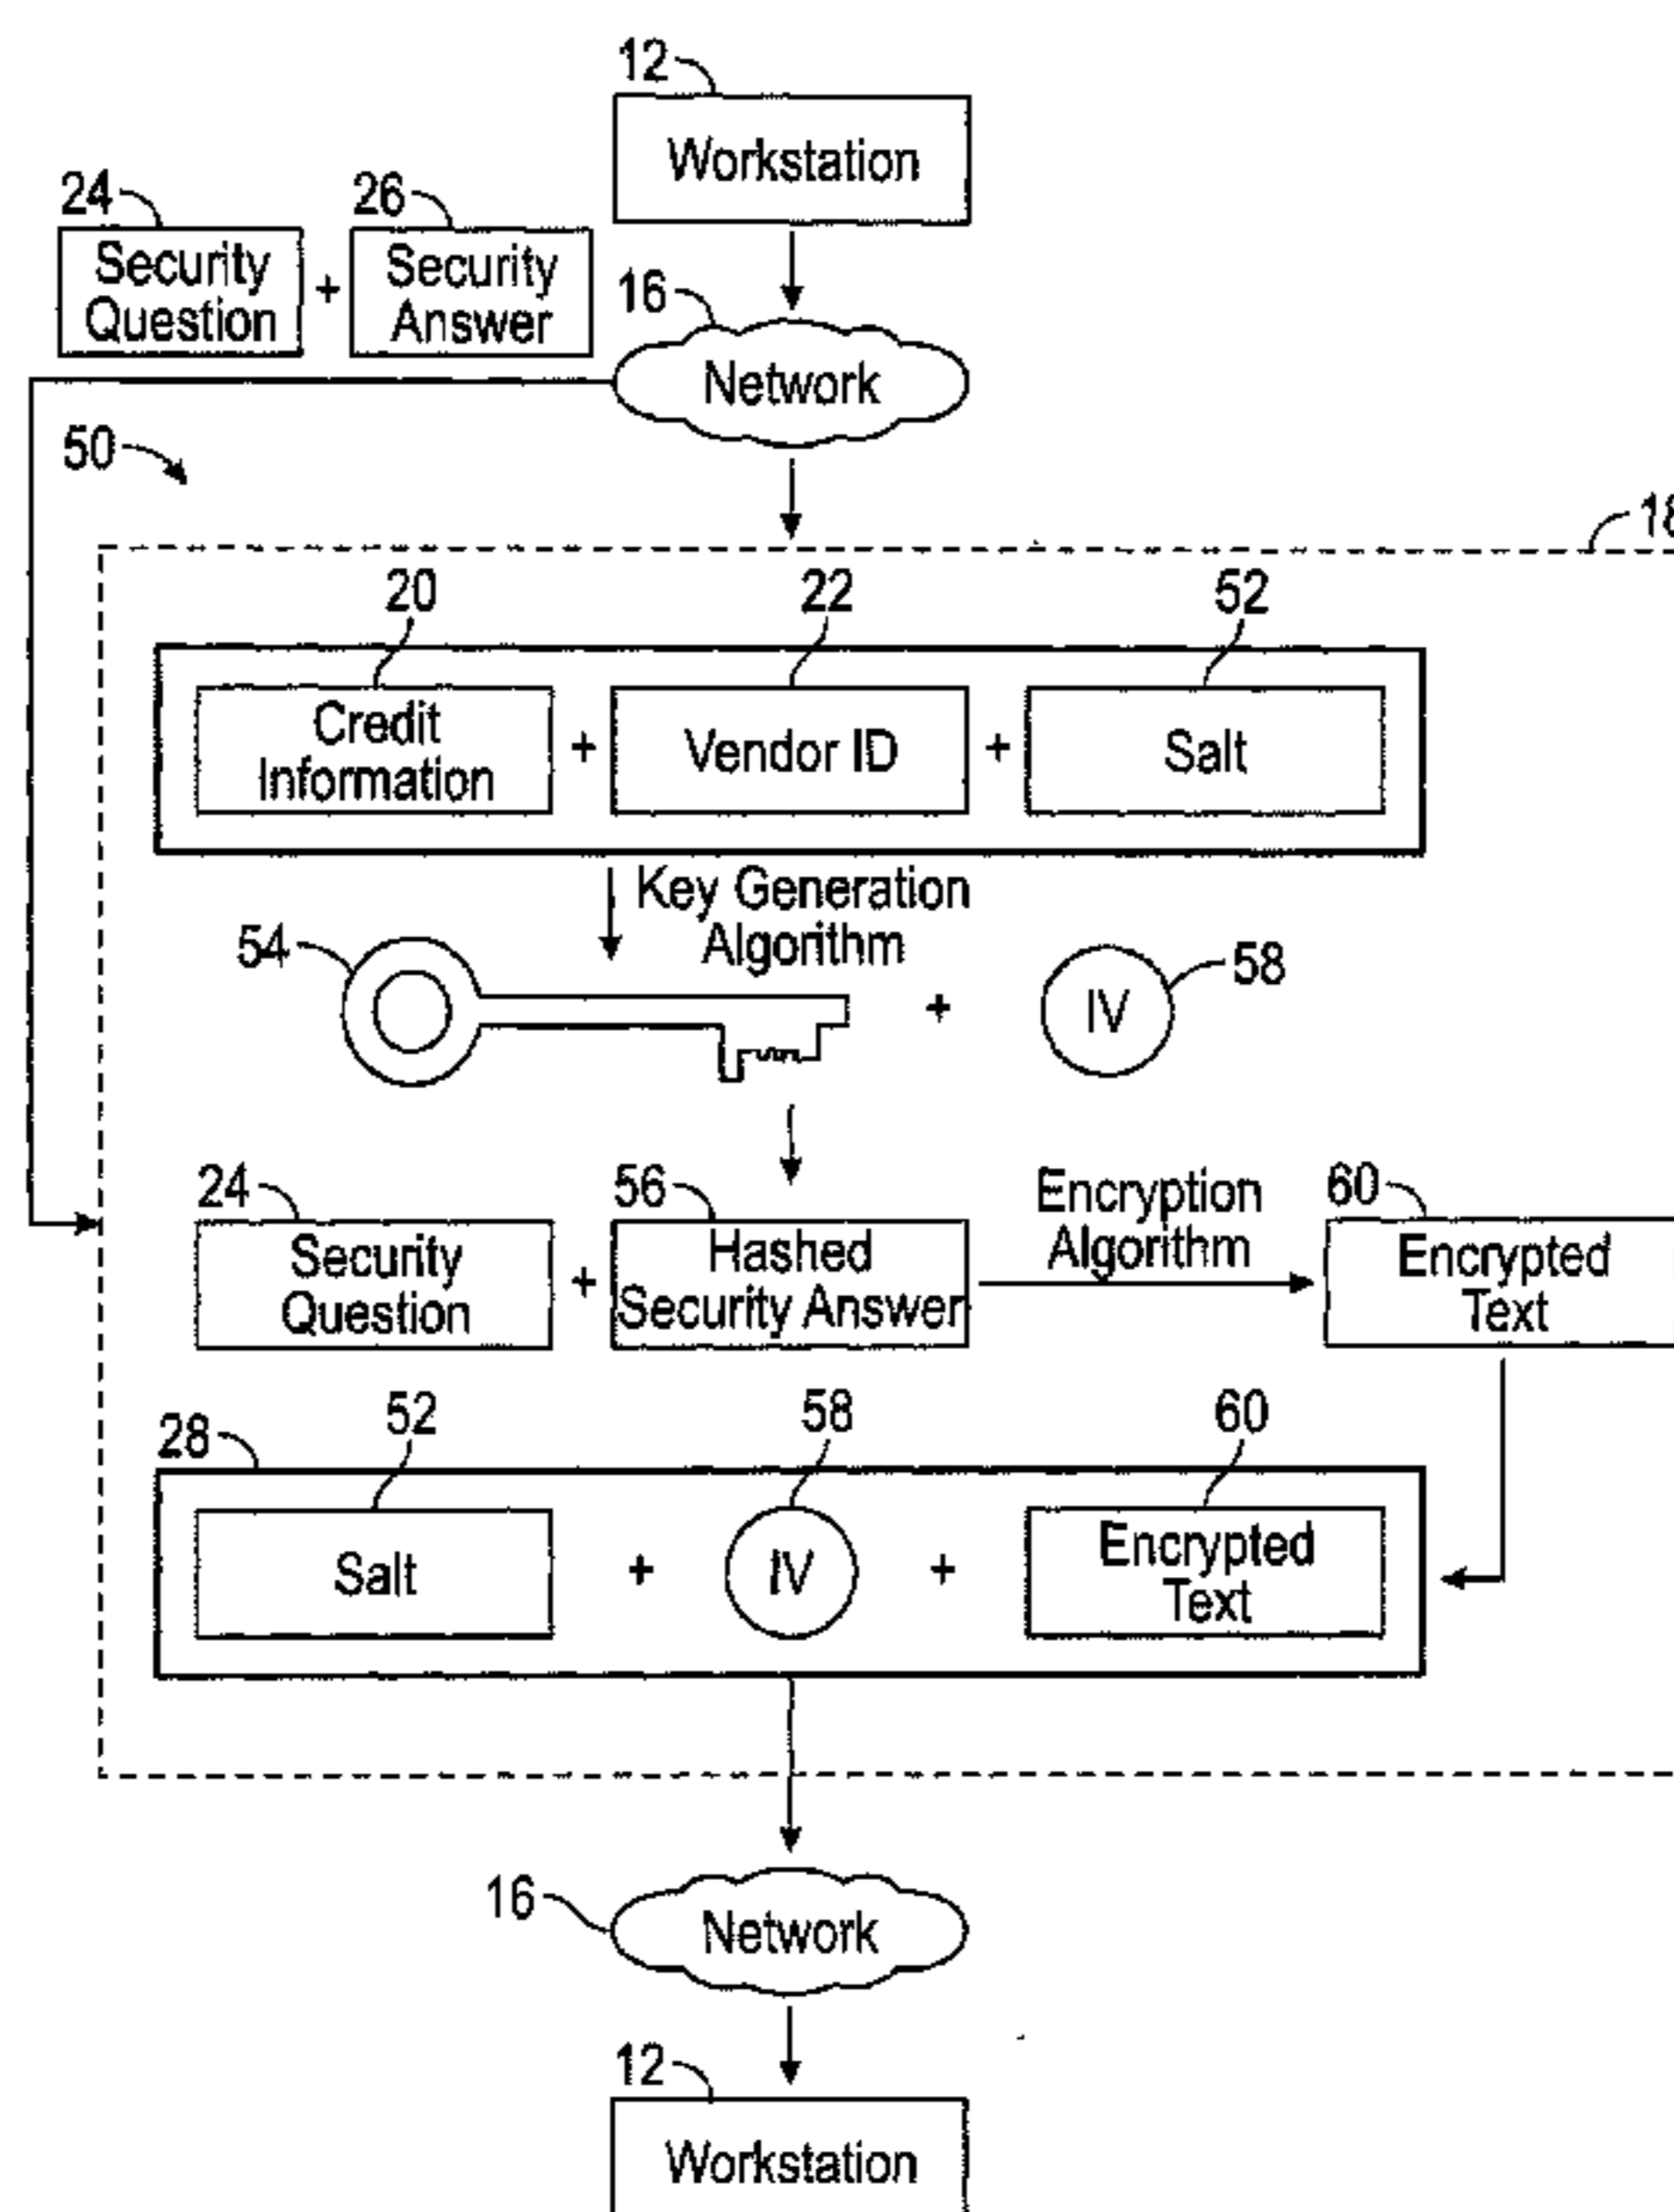 12
Workstation
24
26
Security
Question
+
Security
Answer
16
Network
50
18
20
22
52
Credit
Information
+
Vendor ID
+
Salt
Key Generation
Algorithm
54
+
IV
58
24
56
Encryption
Algorithm
60
Security
Question
+
Hashed
Security Answer
Encrypted
Text
28
52
58
60
Salt
+
IV
+
Encrypted
Text
16
Network
12
Workstation